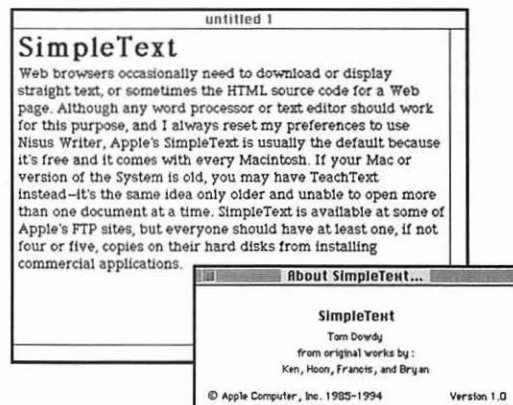 untitled 1
SimpleText
Web browsers occasionally need to download or display
straight text, or sometimes the HTML source code for a Web
page. Although any word processor or text editor should work
for this purpose, and I always reset my preferences to use
Nisus Writer, Apple's SimpleText is usually the default because
it's free and it comes with every Macintosh. If your Mac or
version of the System is old, you may have TeachText
instead—it's the same idea only older and unable to open more
than one document at a time. SimpleText is available at some of
Apple's FTP sites, but everyone should have at least one, if not
four or five, copies on their hard disks from installing
commercial applications.
About SimpleText...
SimpleText
Tom Dowdy
from original works by:
Ken, Hoon, Francis, and Bryan
© Apple Computer, Inc. 1985-1994 Version 1.0